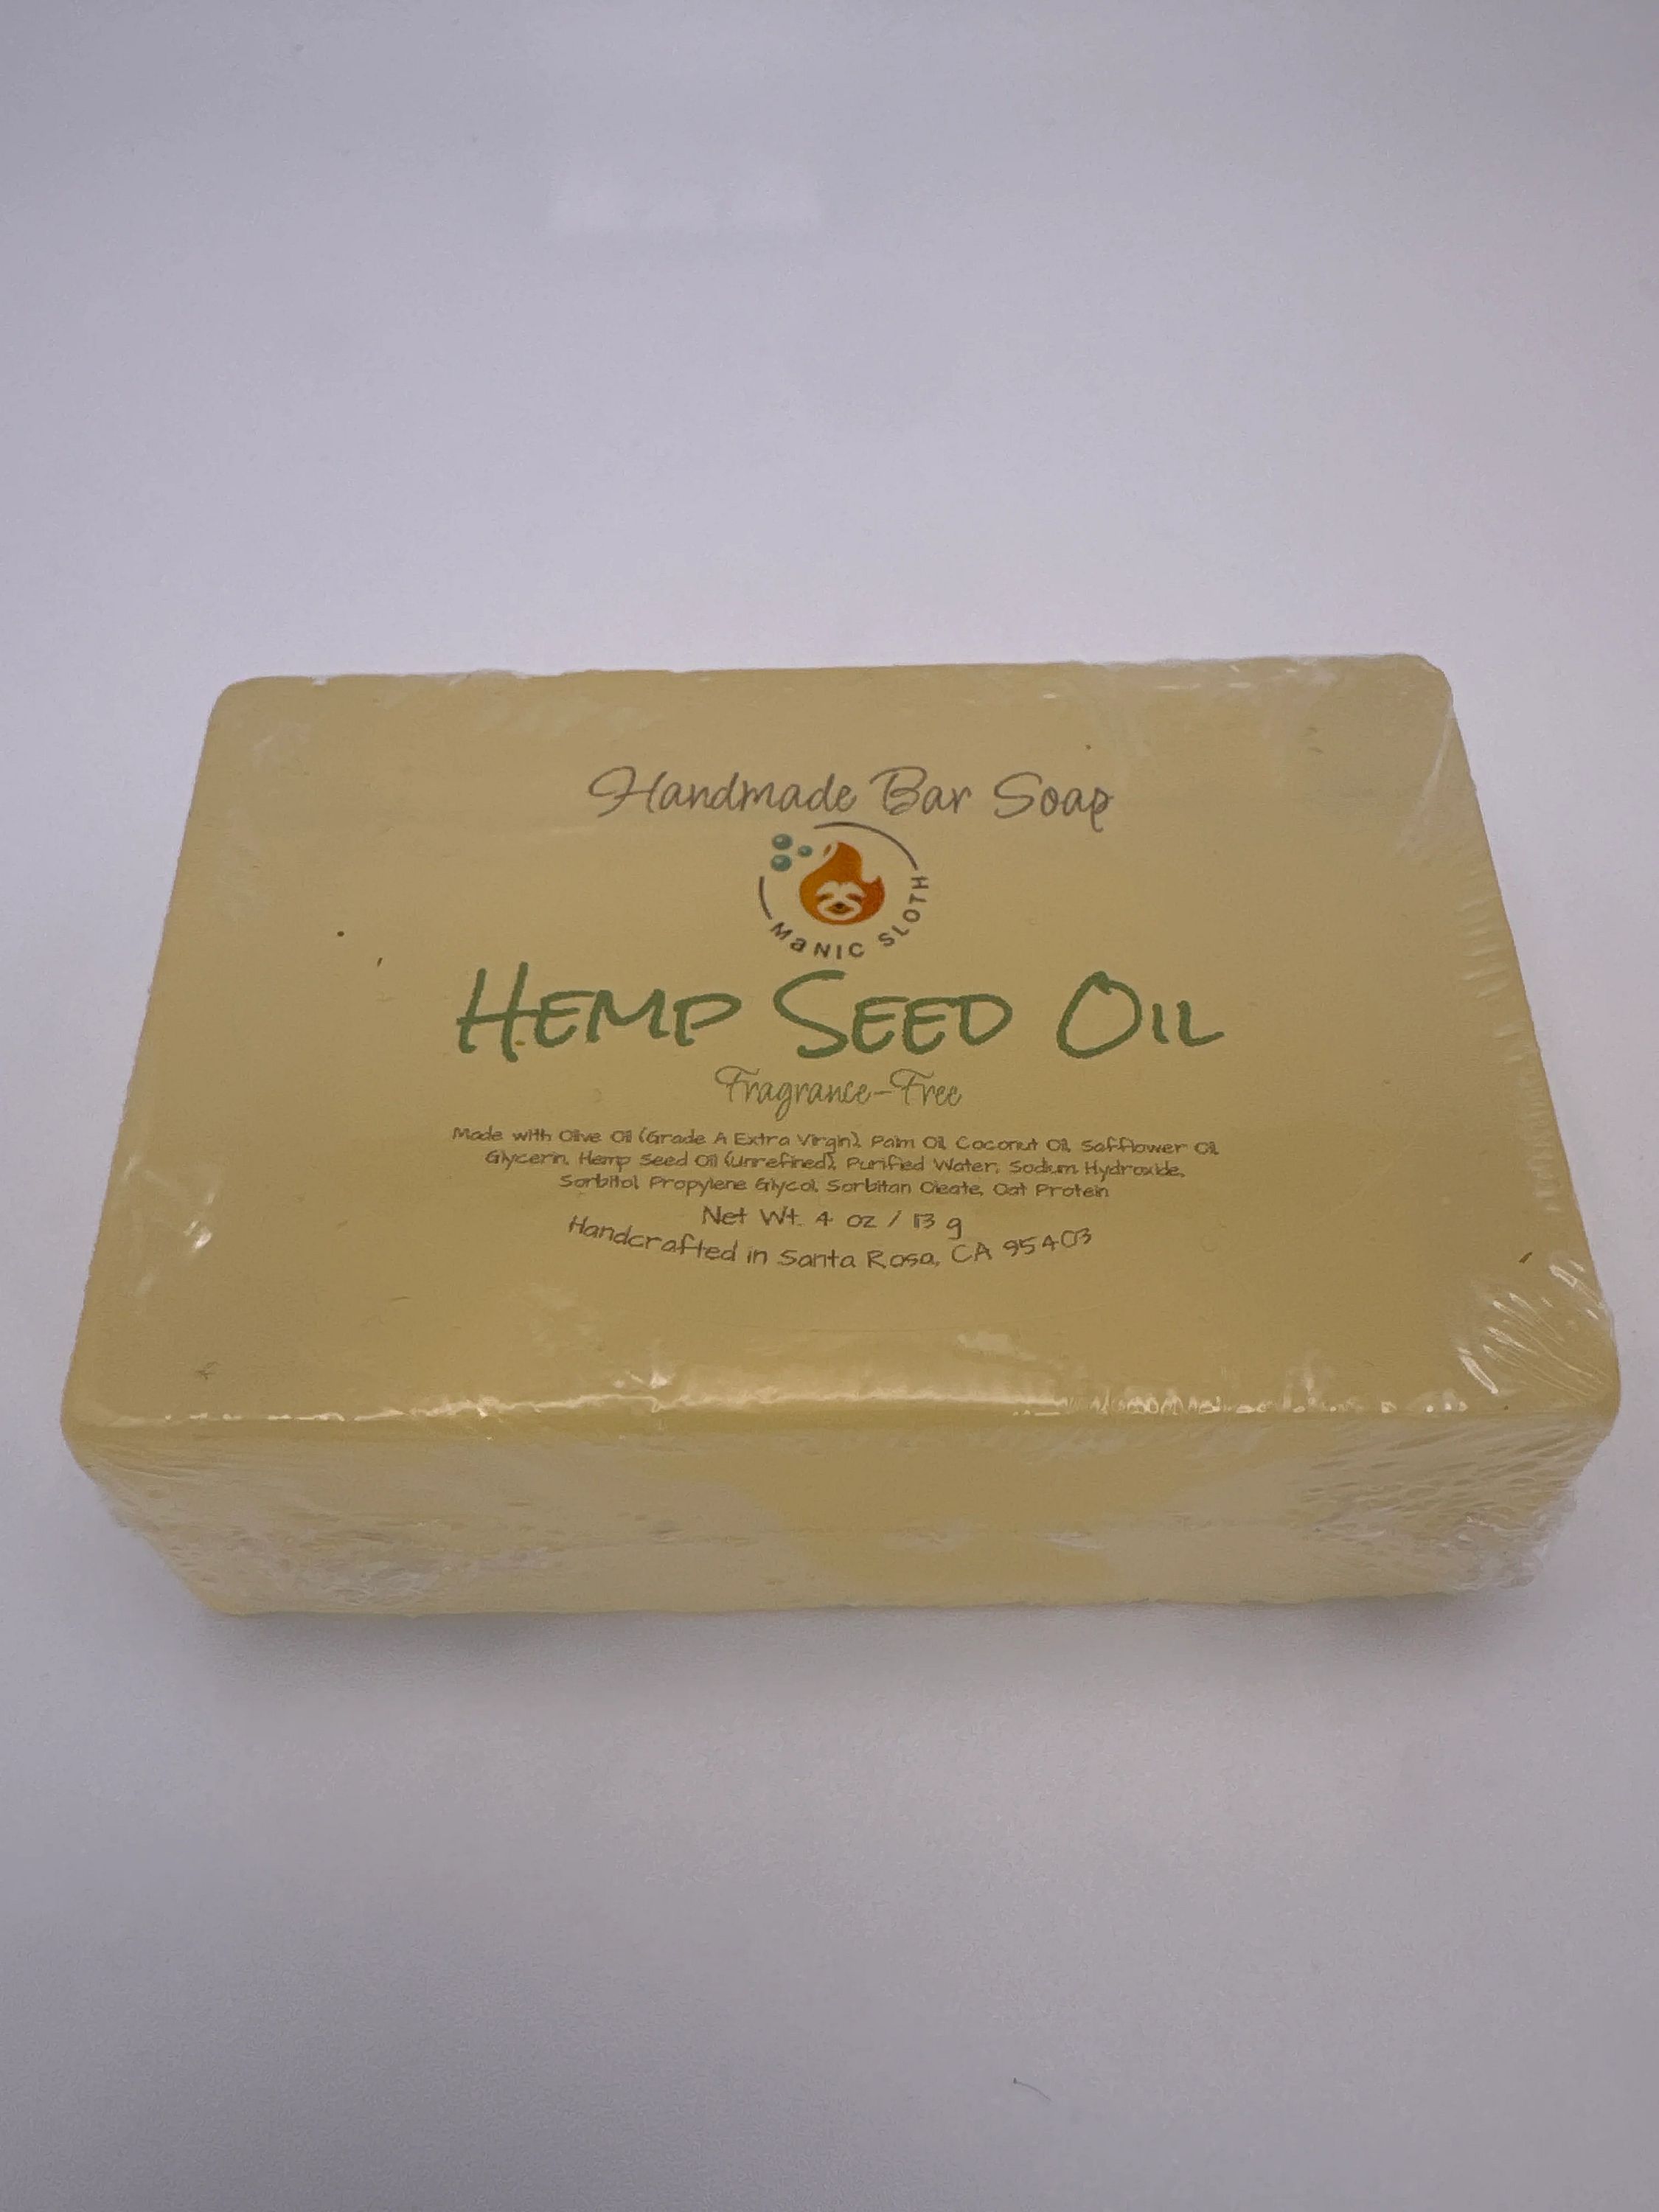 Handmade Bar Soap
MaNIC SLOTH
HEMP SEED OIL
Fragrance-Free
Made with Olive Oil (Grade A Extra Virgin), Palm Oil, Coconut Oil, Safflower Oil,
Glycerin, Hemp Seed Oil (unrefined), Purified Water, Sodium Hydroxide,
Sorbitol, Propylene Glycol, Sorbitan Oleate, Oat Protein
Net Wt. 4 oz / 113 g
Handcrafted in Santa Rosa, CA 95403